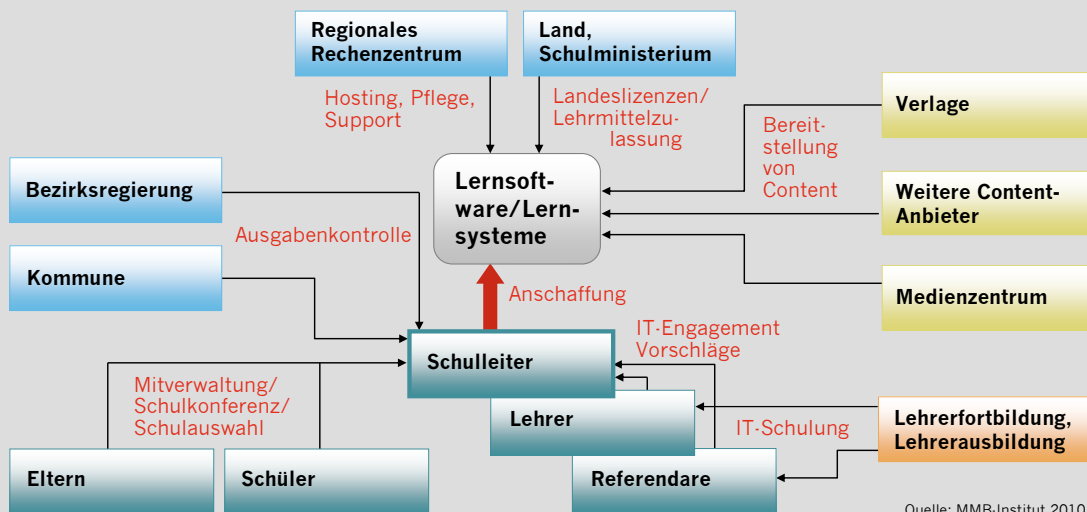 Regionales
Rechenzentrum
Land,
Schulministerium
Hosting, Pflege,
Support
Landeslizenzen/
Lehrmittelzu-
lassung
Verlage
Bereit-
stellung
von
Content
Bezirksregierung
Lernsoft-
ware/Lern-
systeme
Weitere Content-
Anbieter
Ausgabenkontrolle
Kommune
Medienzentrum
Anschaffung
IT-Engagement
Vorschläge
Schulleiter
Mitverwaltung/
Schulkonferenz/
Schulauswahl
Lehrer
IT-Schulung
Lehrerfortbildung,
Lehrerausbildung
Eltern
Schüler
Referendare
Quelle: MMB-Institut 2010